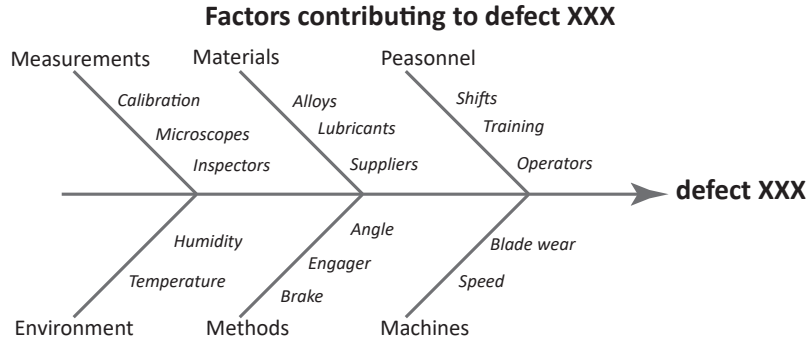 Factors contributing to defect XXX
Measurements
Materials
Peasonnel
Calibration
Microscopes
Inspectors
Alloys
Lubricants
Suppliers
Shifts
Training
Operators
defect XXX
Humidity
Temperature
Angle
Engager
Brake
Blade wear
Speed
Environment
Methods
Machines